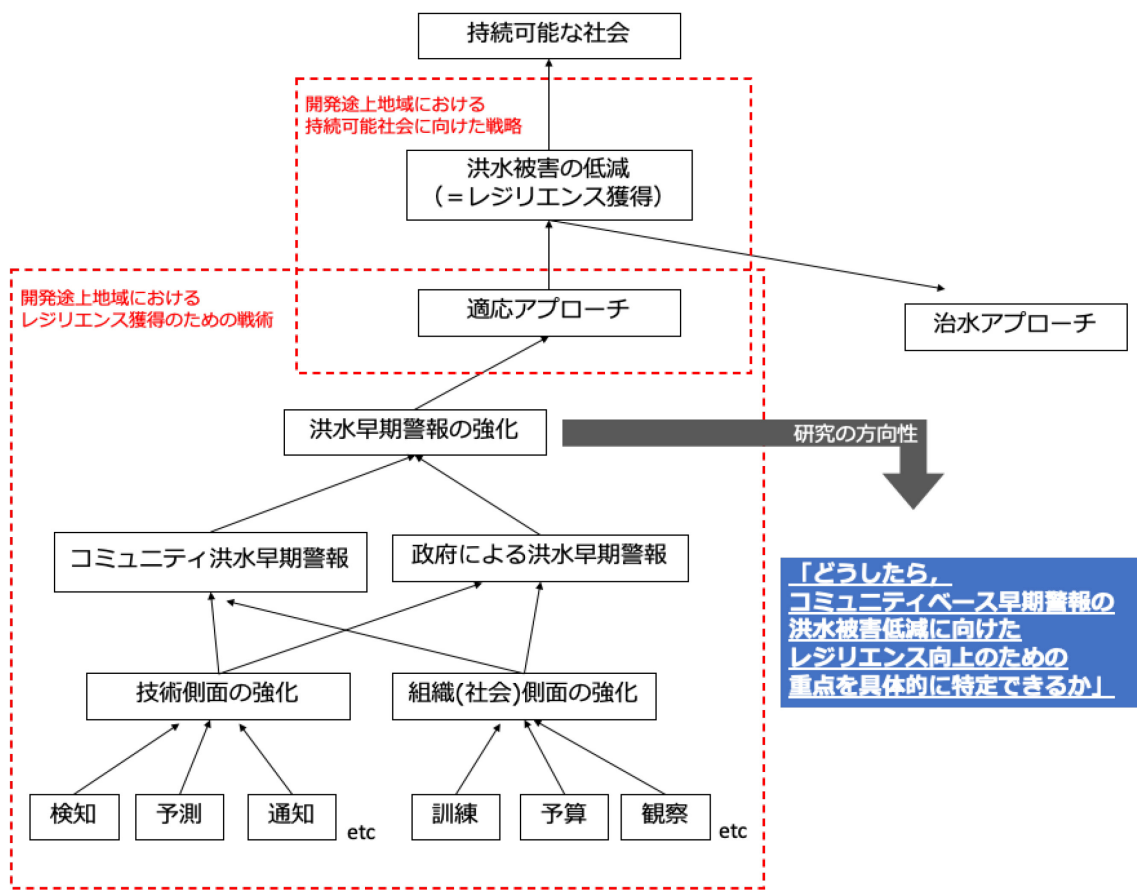 持続可能な社会
開発途上地域における
持続可能社会に向けた戦略
洪水被害の低減
（＝レジリエンス獲得）
開発途上地域における
レジリエンス獲得のための戦術
適応アプローチ
治水アプローチ
洪水早期警報の強化
研究の方向性
コミュニティ洪水早期警報
政府による洪水早期警報
「どうしたら，
コミュニティベース早期警報の
洪水被害低減に向けた
レジリエンス向上のための
重点を具体的に特定できるか」
技術側面の強化
組織(社会)側面の強化
検知
予測
通知
etc
訓練
予算
観察
etc